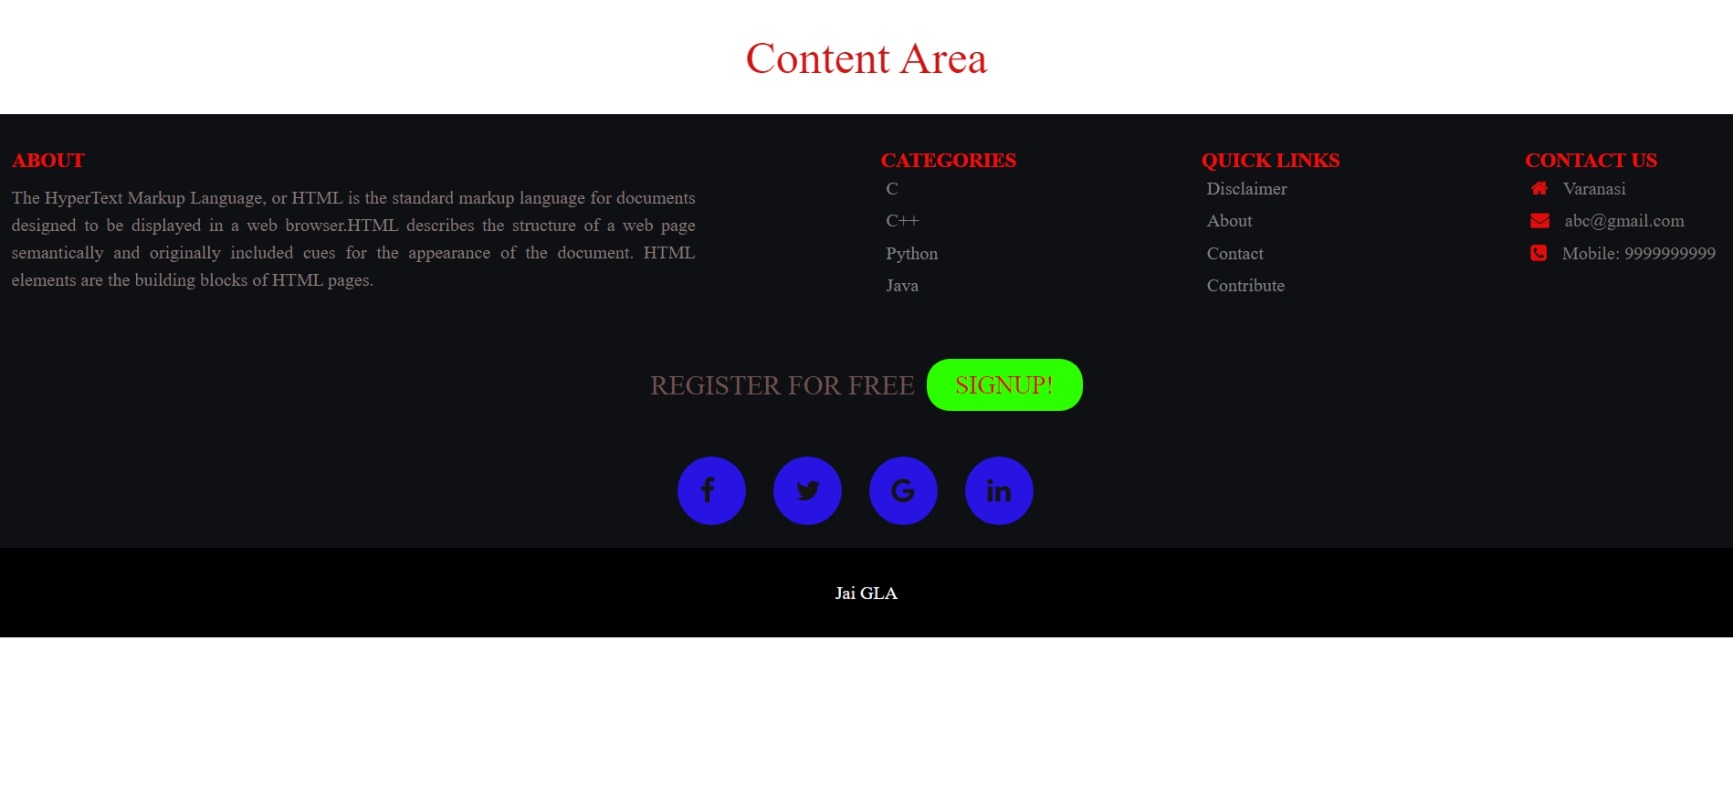 Content Area
ABOUT
The HyperText Markup Language, or HTML is the standard markup language for documents
designed to be displayed in a web browser.HTML describes the structure of a web page
semantically and originally included cues for the appearance of the document. HTML
elements are the building blocks of HTML pages.
CATEGORIES
C
C++
Python
Java
QUICK LINKS
Disclaimer
About
Contact
Contribute
CONTACT US
Varanasi
abc@gmail.com
Mobile: 9999999999
REGISTER FOR FREE SIGNUP!
Jai GLA